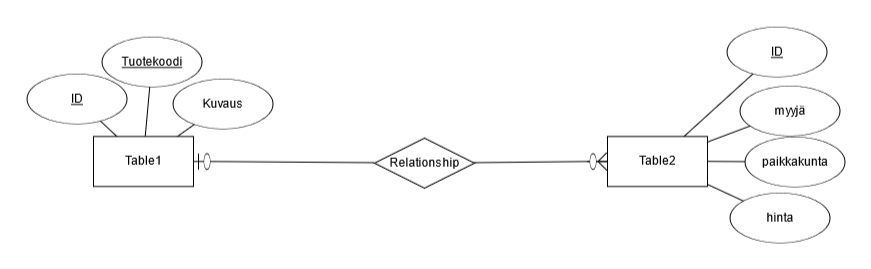 Tuotekoodi
ID
Kuvaus
Table1
Relationship
ID
myyjä
Table2
paikkakunta
hinta